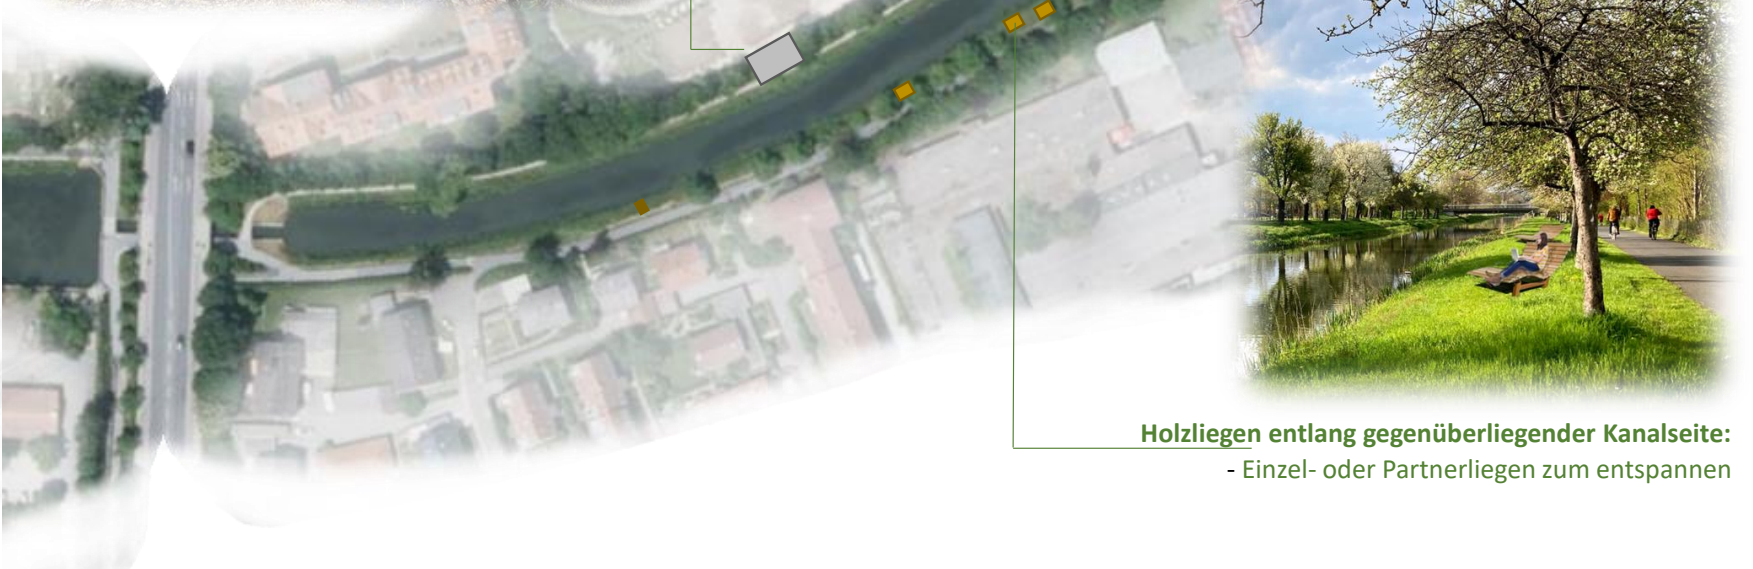 Holzliegen entlang gegenüberliegender Kanalseite:
- Einzel- oder Partnerliegen zum entspannen